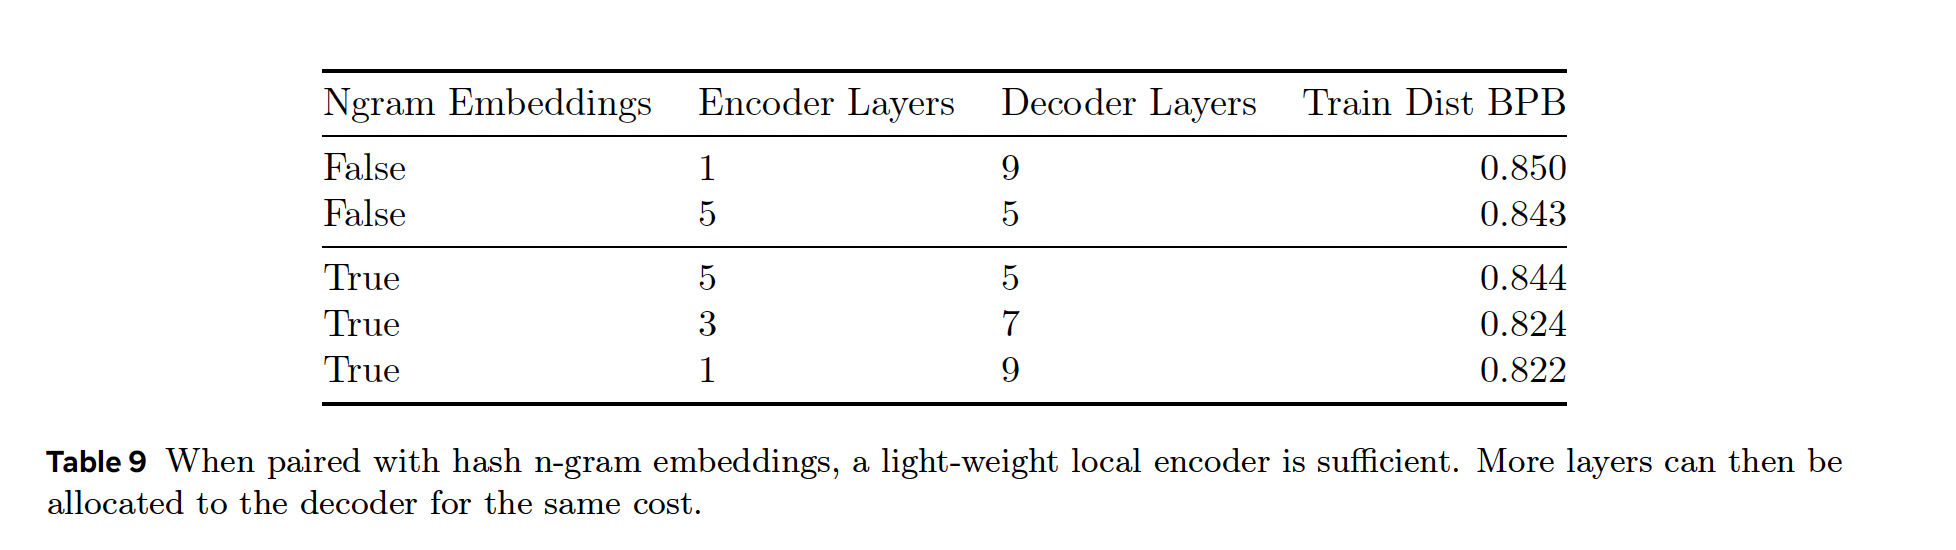 Ngram Embeddings Encoder Layers Decoder Layers Train Dist BPB
False 1 9 0.850
False 5 5 0.843
True 5 5 0.844
True 3 7 0.824
True 1 9 0.822
Table 9 When paired with hash n-gram embeddings, a light-weight local encoder is sufficient. More layers can then be
allocated to the decoder for the same cost.